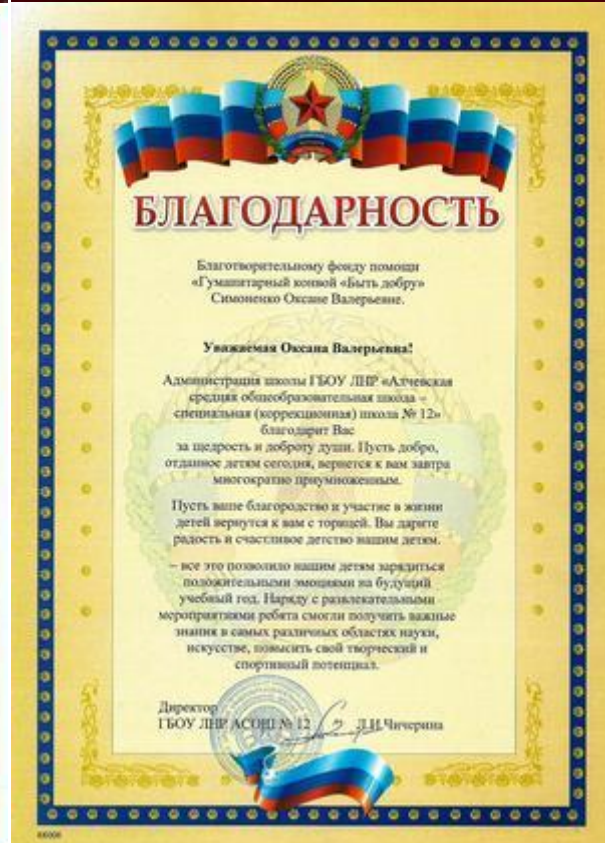 БЛАГОДАРНОСТЬ
Благотворительному фонду помощи
«Гуманитарный конвой «Быть добру»
Симоненко Оксане Валерьевне.
Уважаемая Оксана Валерьевна!
Администрация школы ГБОУ ЛНР «Алчевская
средняя общеобразовательная школа –
специальная (коррекционная) школа № 12»
благодарит Вас
за щедрость и доброту души. Пусть добро,
отданное детям сегодня, вернется к вам завтра
многократно приумноженным.
Пусть ваше благородство и участие в жизни
детей вернутся к вам с торицей. Вы дарите
радость и счастливое детство нашим детям.
– все это позволило нашим детям зарядиться
положительными эмоциями на будущий
учебный год. Наряду с развлекательными
мероприятиями ребята смогли получить важные
знания в самых различных областях науки,
искусстве, повысить свой творческий и
спортивный потенциал.
Директор
ГБОУ ЛНР АСОШ № 12 Л.И.Чичерина